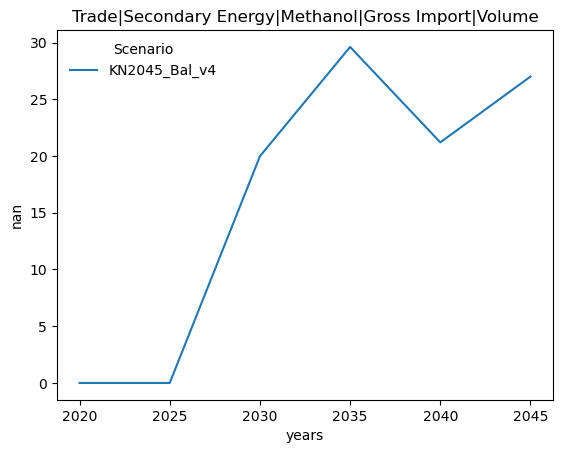 Trade|Secondary Energy|Methanol|Gross Import|Volume
Scenario
KN2045_Bal_v4
30
25
20
15
10
5
0
nan
2020 2025 2030 2035 2040 2045
years